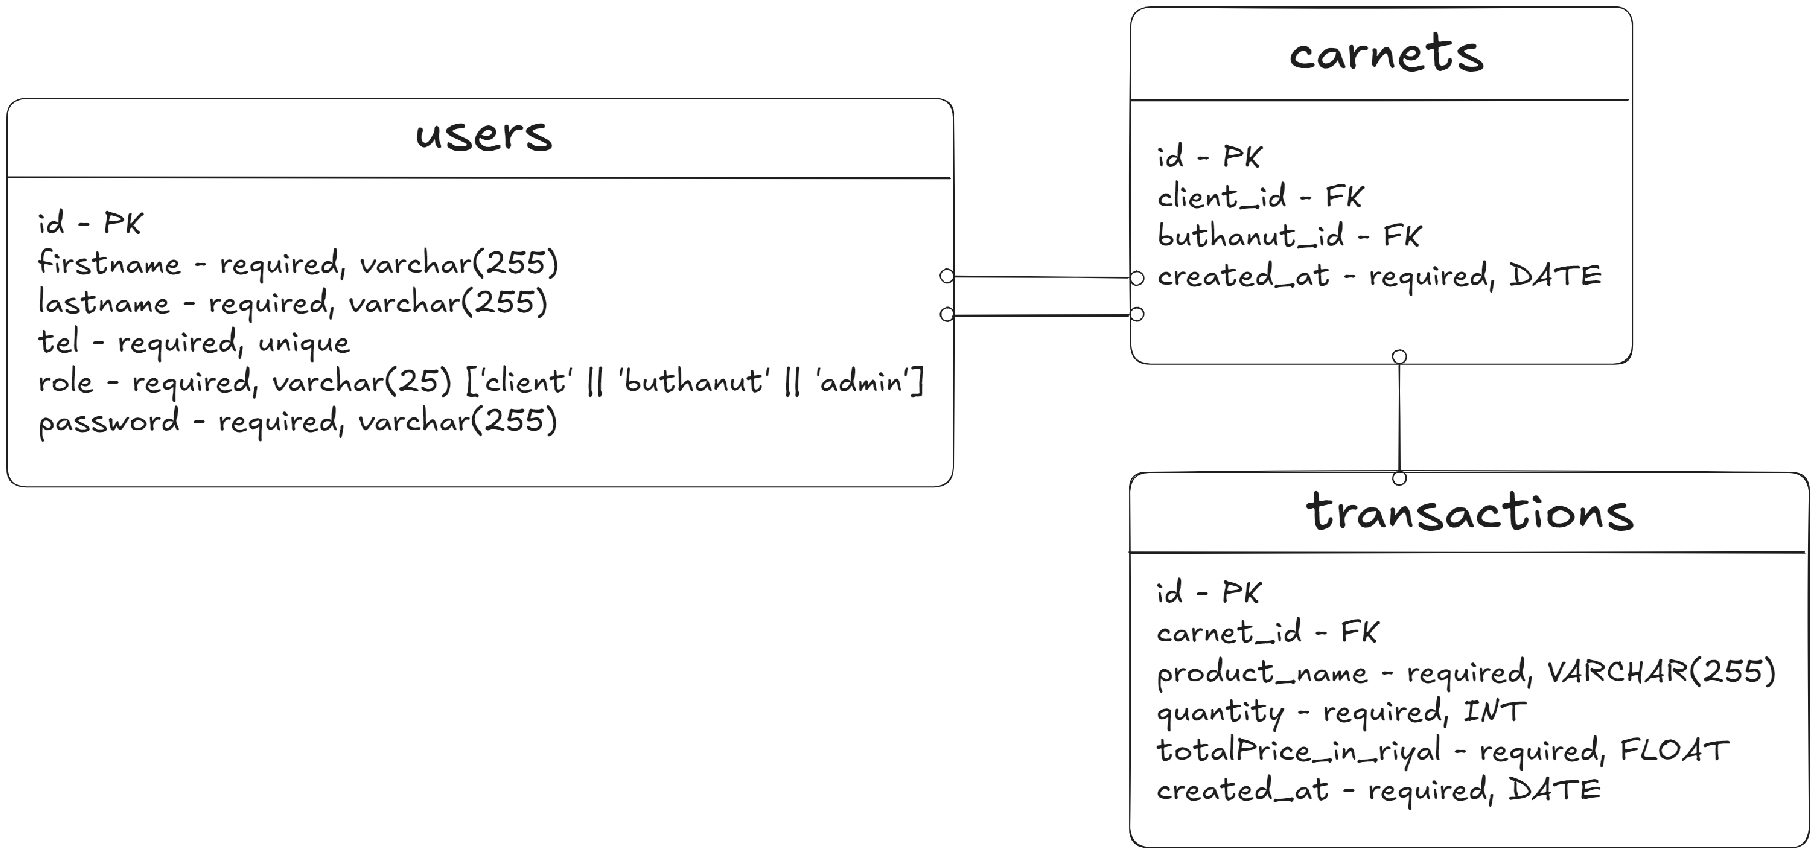 users
id - PK
firstname - required, varchar(255)
lastname - required, varchar(255)
tel - required, unique
role - required, varchar(25) ['client' || 'buthanut' || 'admin']
password - required, varchar(255)
carnets
id - PK
client_id - FK
buthanut_id - FK
created_at - required, DATE
transactions
id - PK
carnet_id - FK
product_name - required, VARCHAR(255)
quantity - required, INT
totalPrice_in_riyal - required, FLOAT
created_at - required, DATE